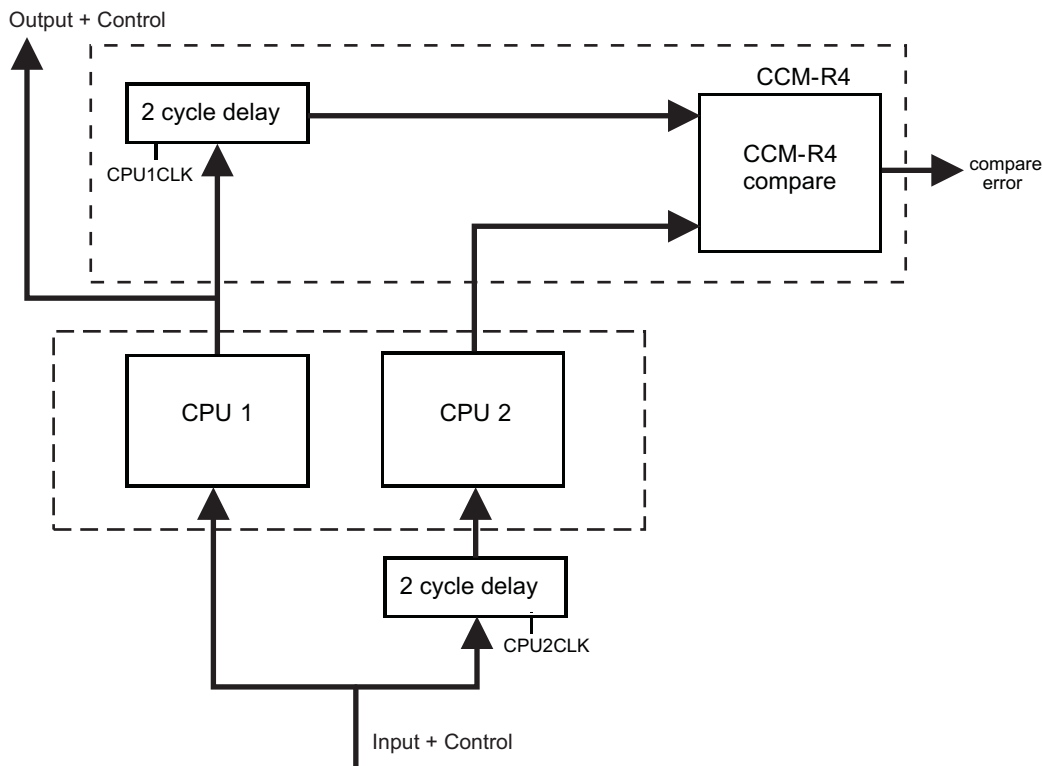 Output + Control
CCM-R4
2 cycle delay
CPU1CLK
CCM-R4
compare
compare
error
CPU 1
CPU 2
2 cycle delay
CPU2CLK
Input + Control